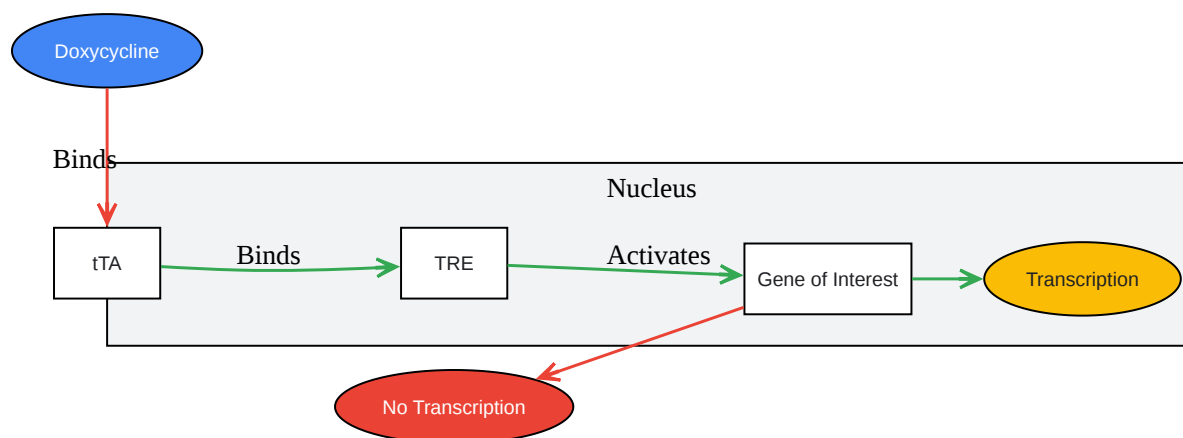 Doxycycline
Binds
Nucleus
tTA
Binds
TRE
Activates
Gene of Interest
Transcription
No Transcription